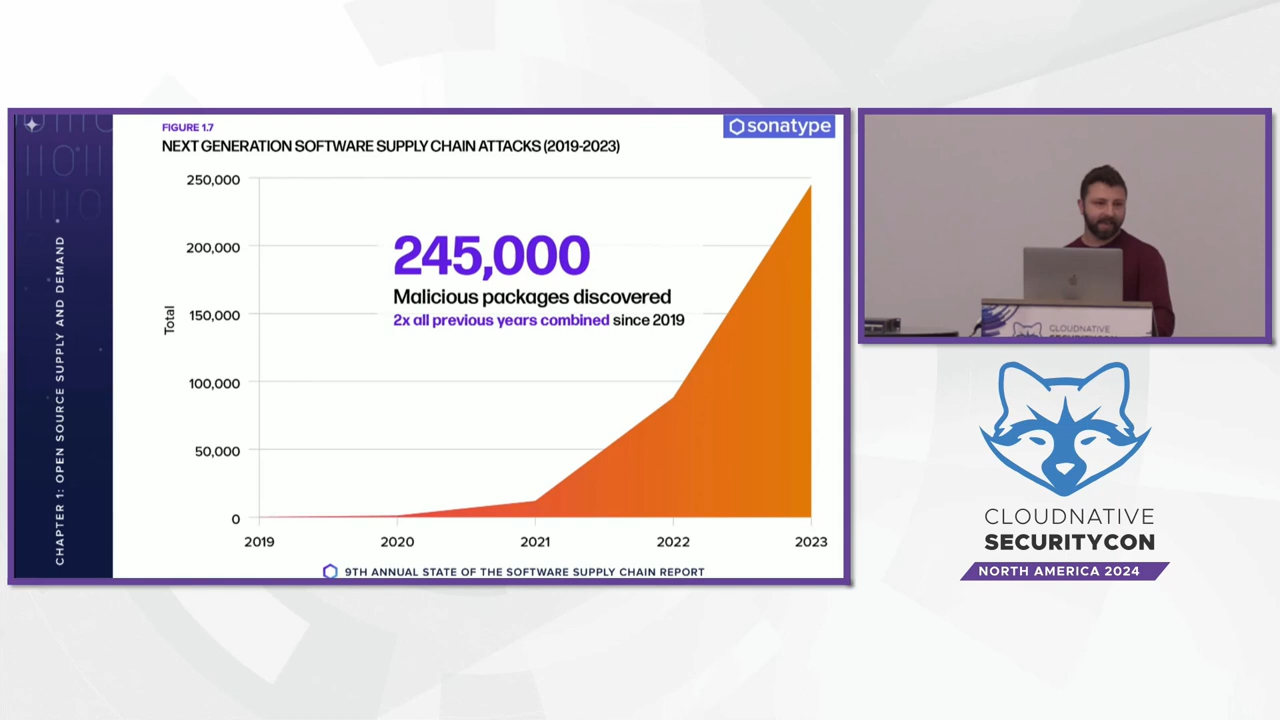 FIGURE 1.7
NEXT GENERATION SOFTWARE SUPPLY CHAIN ATTACKS (2019-2023)
sonatype
CHAPTER 1: OPEN SOURCE SUPPLY AND DEMAND
Total
250,000
200,000
150,000
100,000
50,000
0
245,000
Malicious packages discovered
2x all previous years combined since 2019
2019 2020 2021 2022 2023
9TH ANNUAL STATE OF THE SOFTWARE SUPPLY CHAIN REPORT
CLOUDNATIVE
SECURITYCON
CLOUDNATIVE
SECURITYCON
NORTH AMERICA 2024